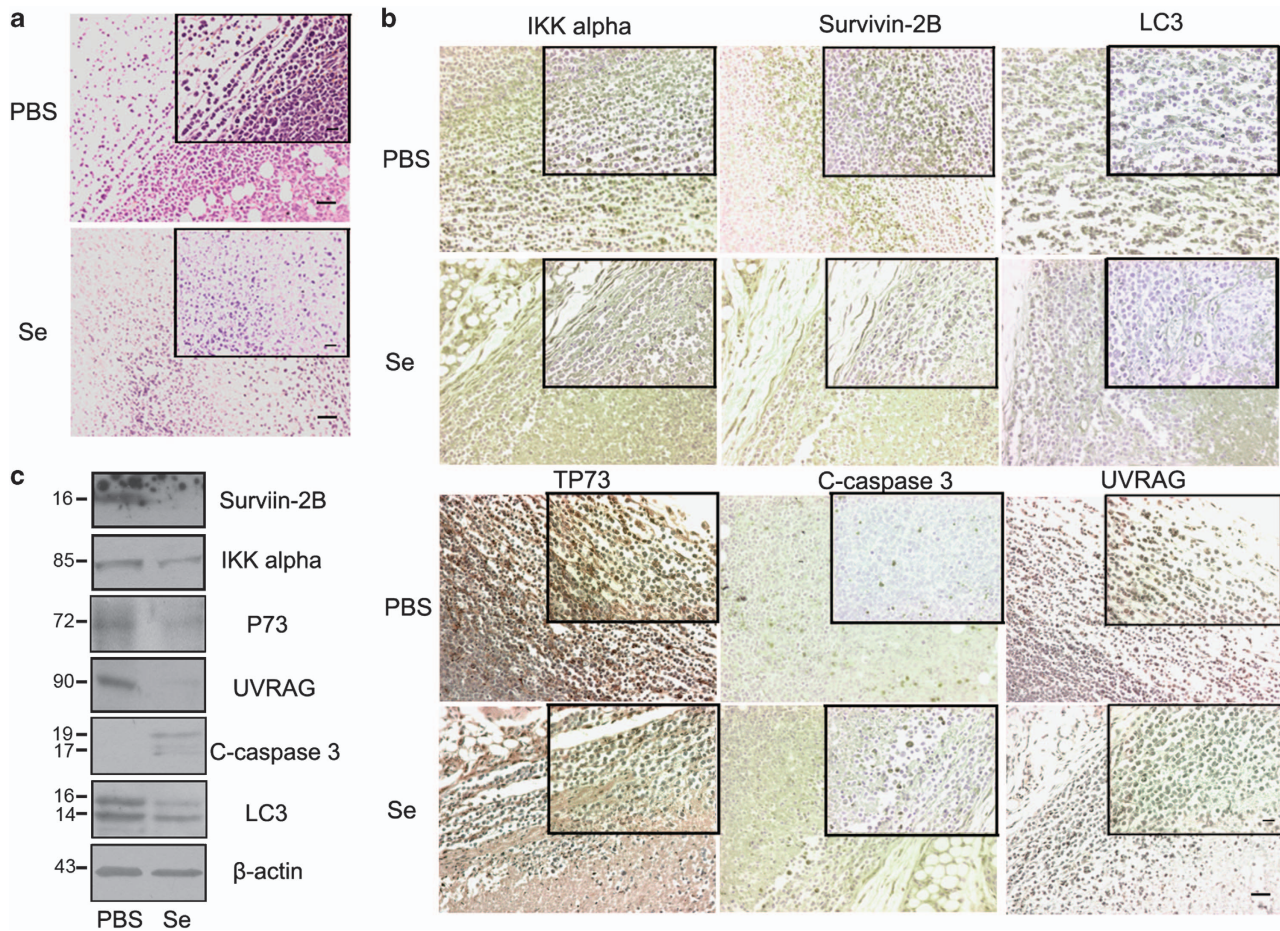 a
PBS
Se
b
IKK alpha Survivin-2B LC3
PBS
Se
TP73 C-caspase 3 UVRAG
PBS
Se
c
16 Surviin-2B
85 IKK alpha
72 P73
90 UVRAG
19
17 C-caspase 3
16
14 LC3
43 β-actin
PBS Se